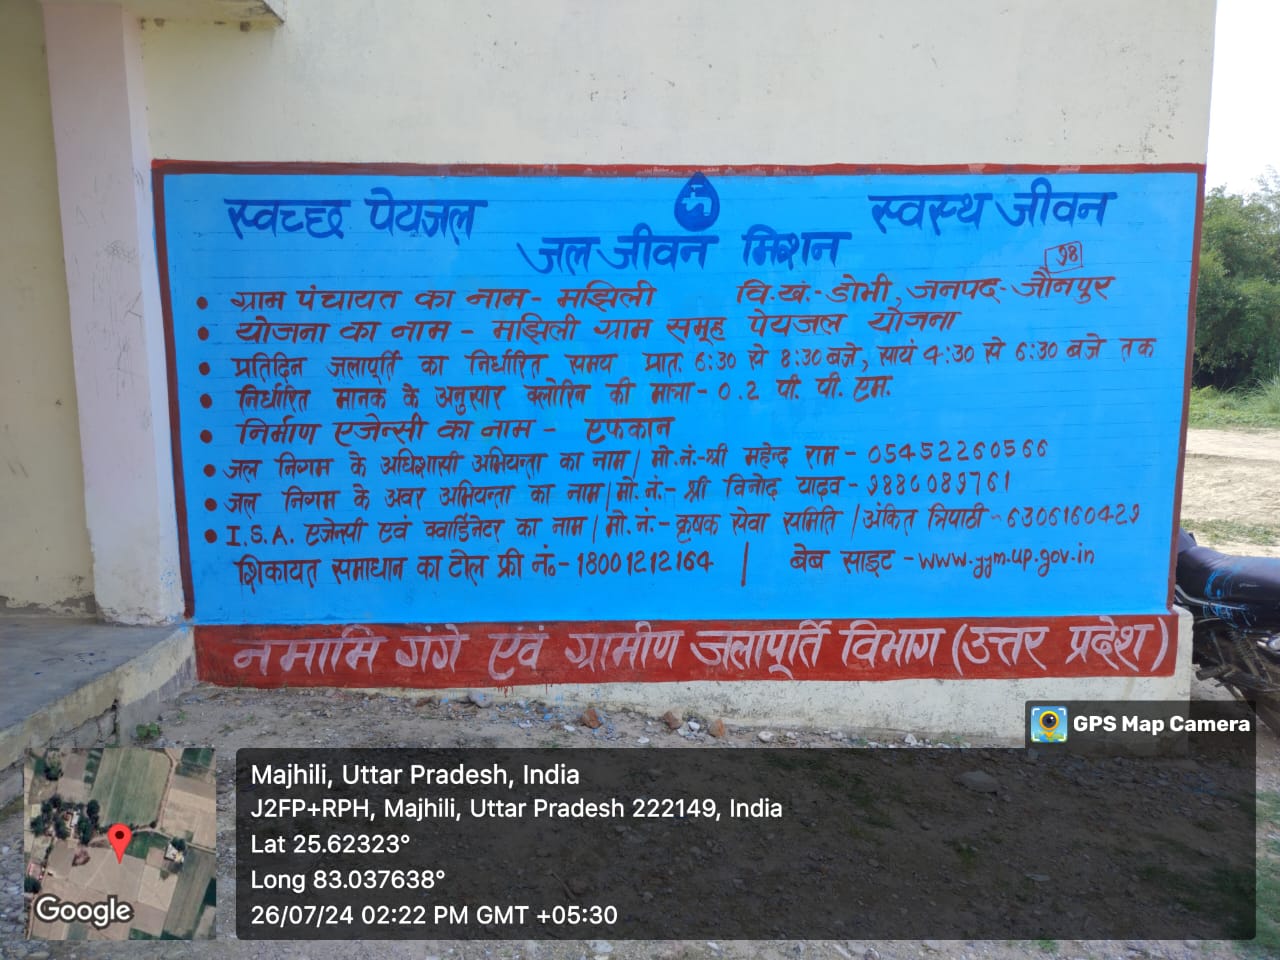 स्वच्छ पेयजल
स्वस्थ जीवन
जल जीवन मिशन
९४
• ग्राम पंचायत का नाम - मझिली वि.खं.-डोभी, जनपद-जौनपुर
• योजना का नाम - मझिली ग्राम समूह पेयजल योजना
• प्रतिदिन जलापूर्ति का निर्धारित समय प्रात. 6:30 से 8:30 बजे, सायं 4:30 से 6:30 बजे तक
• निर्धारित मानक के अनुसार क्लोरिन की मात्रा - 0.2 पी. पी. एम.
• निर्माण एजेन्सी का नाम - एफकान
• जल निगम के अधिशासी अभियन्ता का नाम / मो.नं.-श्री महेन्द्र राम - 05452260566
• जल निगम के अवर अभियन्ता का नाम / मो.नं.- श्री विनोद यादव - 9886089761
• I.S.A. एजेन्सी एवं क्वार्डिनेटर का नाम / मो.नं.- कृषक सेवा समिति / अंकित त्रिपाठी - 6306160429
शिकायत समाधान का टोल फ्री नं॰- 18001212164 | बेब साइट - www.yjm.up.gov.in
नमामि गंगे एंवं ग्रामीण जलापूर्ति विभाग (उत्तर प्रदेश)
GPS Map Camera
Majhili, Uttar Pradesh, India
J2FP+RPH, Majhili, Uttar Pradesh 222149, India
Lat 25.62323°
Long 83.037638°
26/07/24 02:22 PM GMT +05:30
Google